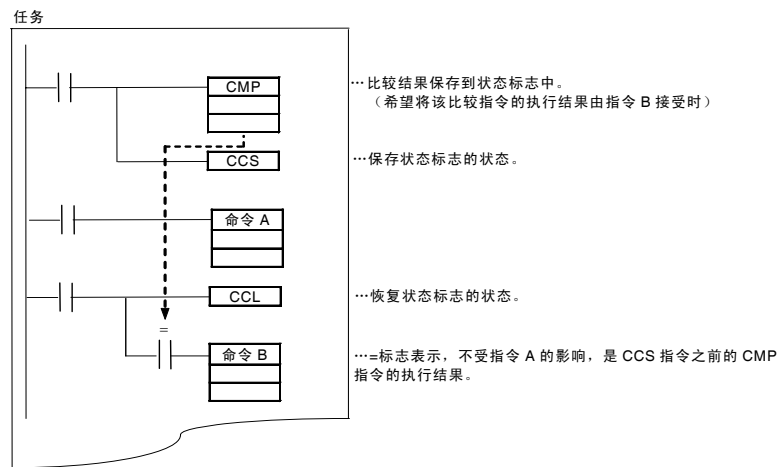 任务
CMP
…比较结果保存到状态标志中。
（希望将该比较指令的执行结果由指令 B 接受时）
CCS
…保存状态标志的状态。
命令 A
CCL
…恢复状态标志的状态。
=
命令 B
…=标志表示，不受指令 A 的影响，是 CCS 指令之前的 CMP
指令的执行结果。